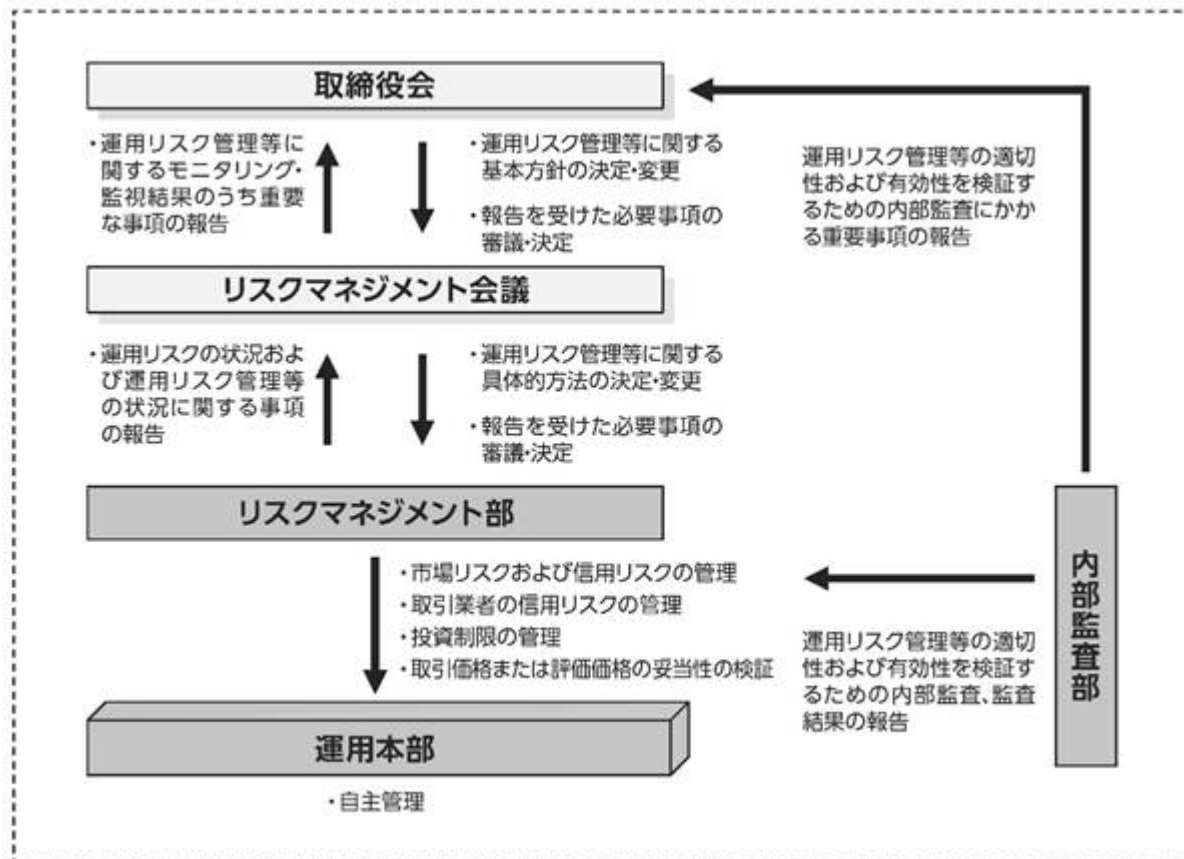 取締役会
・運用リスク管理等に
関するモニタリング・
監視結果のうち重要
な事項の報告
・運用リスク管理等に関する
基本方針の決定・変更
・報告を受けた必要事項の
審議・決定
運用リスク管理等の適切
性および有効性を検証す
るための内部監査にかか
る重要事項の報告
リスクマネジメント会議
・運用リスクの状況およ
び運用リスク管理等
の状況に関する事項
の報告
・運用リスク管理等に関する
具体的方法の決定・変更
・報告を受けた必要事項の
審議・決定
リスクマネジメント部
・市場リスクおよび信用リスクの管理
・取引業者の信用リスクの管理
・投資制限の管理
・取引価格または評価価格の妥当性の検証
内部監査部
運用リスク管理等の適切
性および有効性を検証す
るための内部監査、監査
結果の報告
運用本部
・自主管理